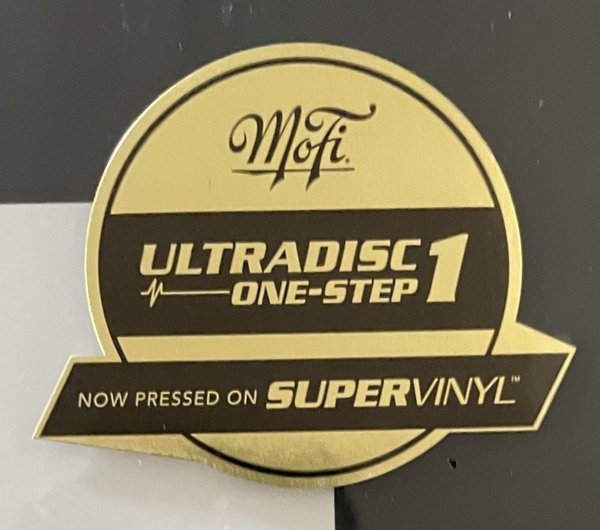 MoFi.
ULTRADISC 1
ONE-STEP
NOW PRESSED ON SUPERVINYL™